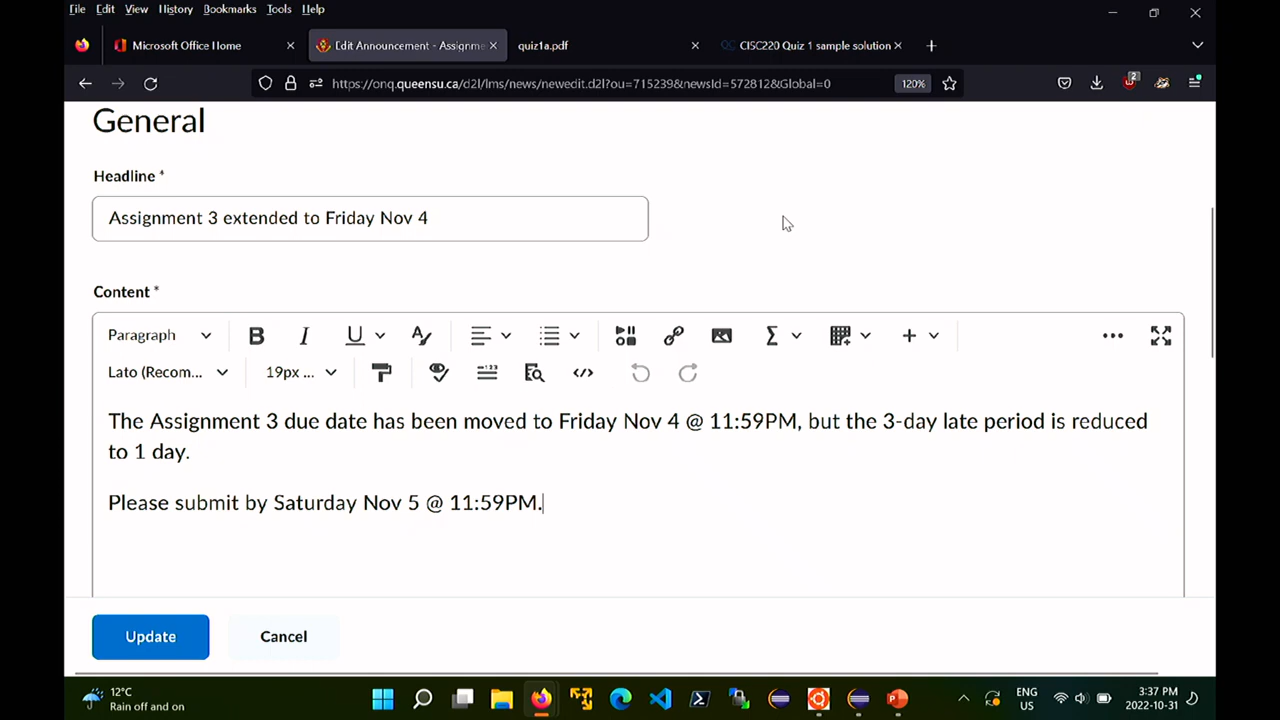 File Edit View History Bookmarks Tools Help
Microsoft Office Home Edit Announcement - Assignme quiz1a.pdf CISC220 Quiz 1 sample solution
https://onq.queensu.ca/d2l/lms/news/newedit.d2l?ou=715239&newsId=572812&Global=0 120% 2
General
Headline *
Assignment 3 extended to Friday Nov 4
Content *
Paragraph B I U
Lato (Recom... 19px ...
The Assignment 3 due date has been moved to Friday Nov 4 @ 11:59PM, but the 3-day late period is reduced
to 1 day.
Please submit by Saturday Nov 5 @ 11:59PM.
Update Cancel
12°C ENG 3:37 PM
Rain off and on US 2022-10-31